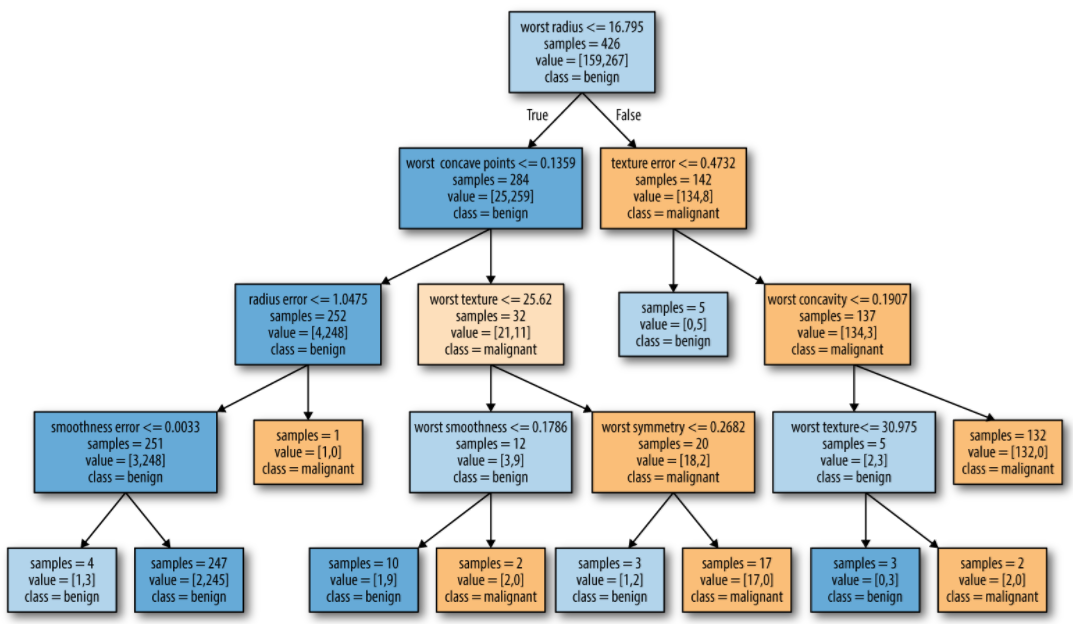 worst radius <= 16.795
samples = 426
value = [159,267]
class = benign
True
False
worst concave points <= 0.1359
samples = 284
value = [25,259]
class = benign
texture error <= 0.4732
samples = 142
value = [134,8]
class = malignant
radius error <= 1.0475
samples = 252
value = [4,248]
class = benign
worst texture <= 25.62
samples = 32
value = [21,11]
class = malignant
samples = 5
value = [0,5]
class = benign
worst concavity <= 0.1907
samples = 137
value = [134,3]
class = malignant
smoothness error <= 0.0033
samples = 251
value = [3,248]
class = benign
samples = 1
value = [1,0]
class = malignant
worst smoothness <= 0.1786
samples = 12
value = [3,9]
class = benign
worst symmetry <= 0.2682
samples = 20
value = [18,2]
class = malignant
worst texture<= 30.975
samples = 5
value = [2,3]
class = benign
samples = 132
value = [132,0]
class = malignant
samples = 4
value = [1,3]
class = benign
samples = 247
value = [2,245]
class = benign
samples = 10
value = [1,9]
class = benign
samples = 2
value = [2,0]
class = malignant
samples = 3
value = [1,2]
class = benign
samples = 17
value = [17,0]
class = malignant
samples = 3
value = [0,3]
class = benign
samples = 2
value = [2,0]
class = malignant